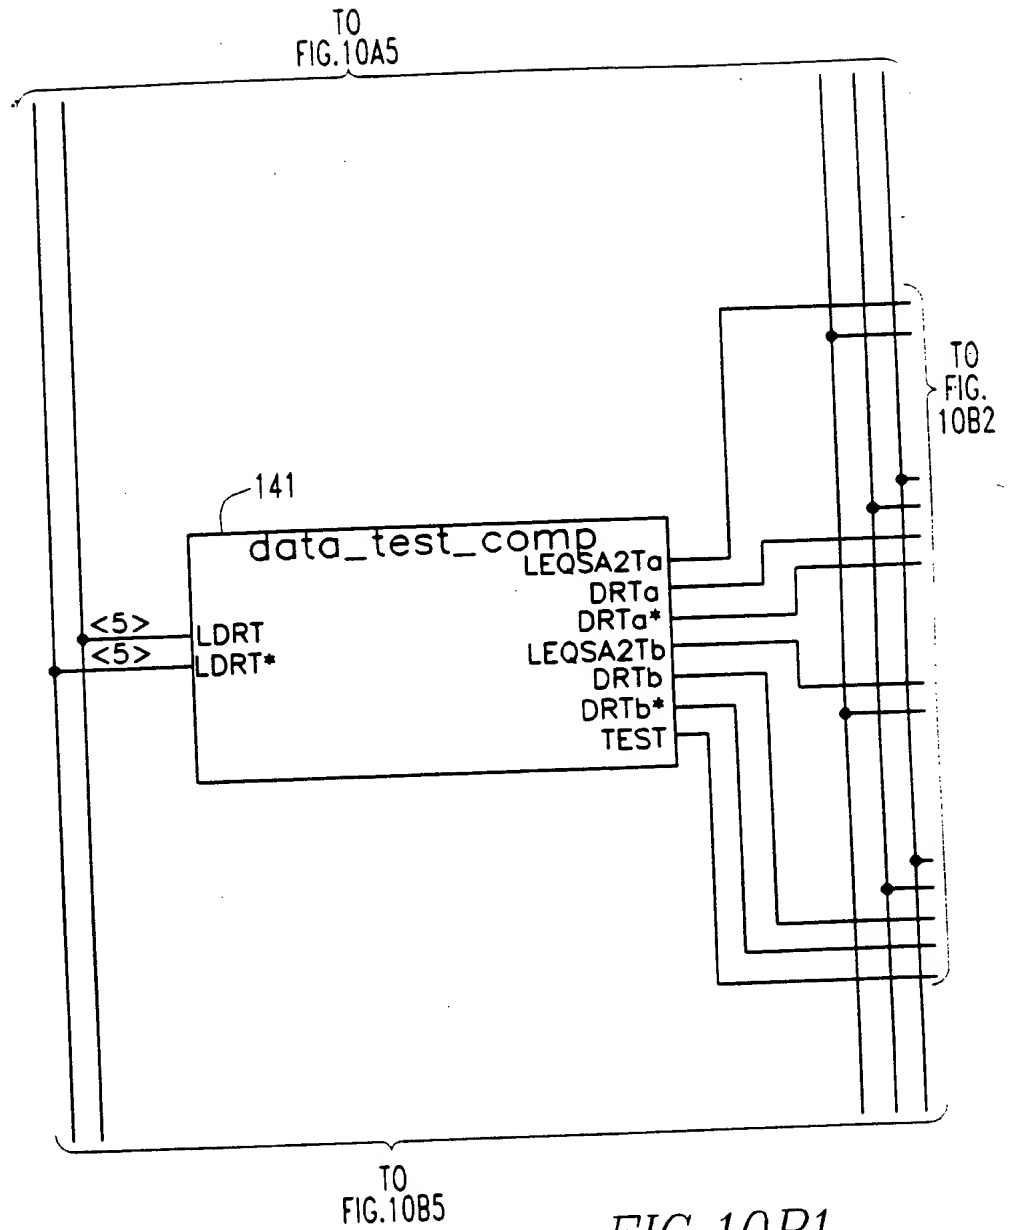 TO
FIG.10A5
TO
FIG.
10B2
141
data_test_comp
LEQSA2Ta
DRTa
DRTa*
LEQSA2Tb
DRTb
DRTb*
TEST
<5>
LDRT
<5>
LDRT*
TO
FIG.10B5
FIG. 10B1